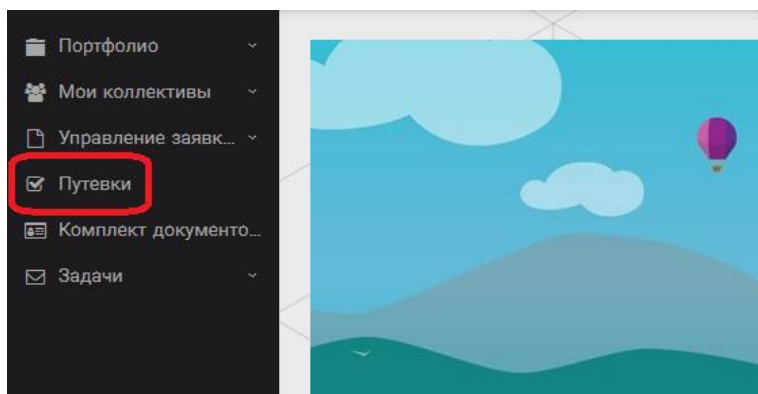 Портфолио
Мои коллективы
Управление заявк...
Путевки
Комплект документо...
Задачи